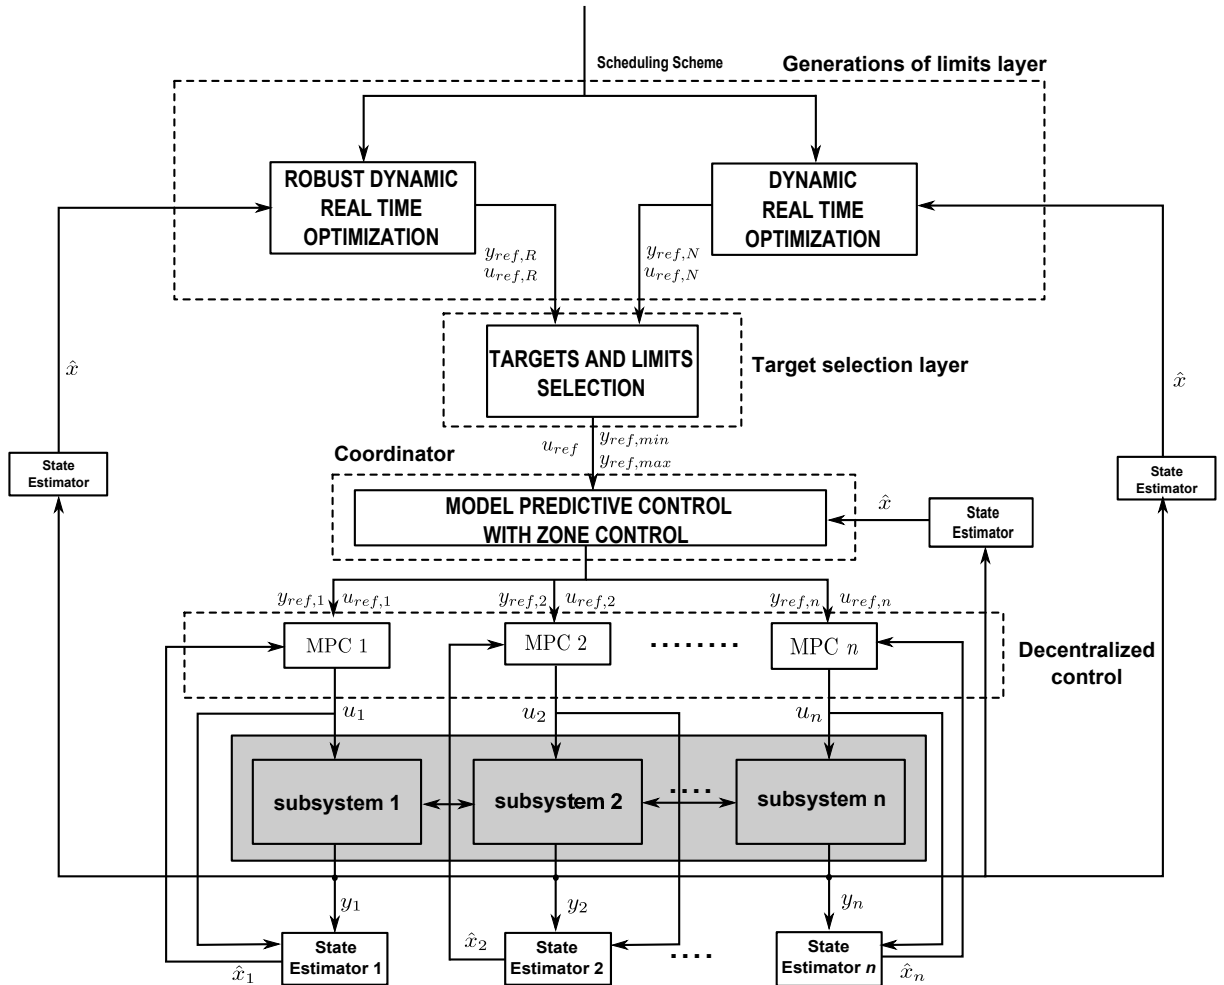 Scheduling Scheme
Generations of limits layer
ROBUST DYNAMIC
REAL TIME
OPTIMIZATION
DYNAMIC
REAL TIME
OPTIMIZATION
y_{ref,R}
u_{ref,R}
y_{ref,N}
u_{ref,N}
TARGETS AND LIMITS
SELECTION
Target selection layer
x̂
x̂
u_{ref}
y_{ref,min}
y_{ref,max}
Coordinator
State
Estimator
State
Estimator
MODEL PREDICTIVE CONTROL
WITH ZONE CONTROL
x̂
State
Estimator
y_{ref,1} u_{ref,1}
y_{ref,2} u_{ref,2}
y_{ref,n} u_{ref,n}
MPC 1
MPC 2
........
MPC n
Decentralized
control
u_1
u_2
u_n
subsystem 1
subsystem 2
....
subsystem n
y_1
y_2
y_n
State
Estimator 1
x̂_1
x̂_2
State
Estimator 2
....
State
Estimator n
x̂_n